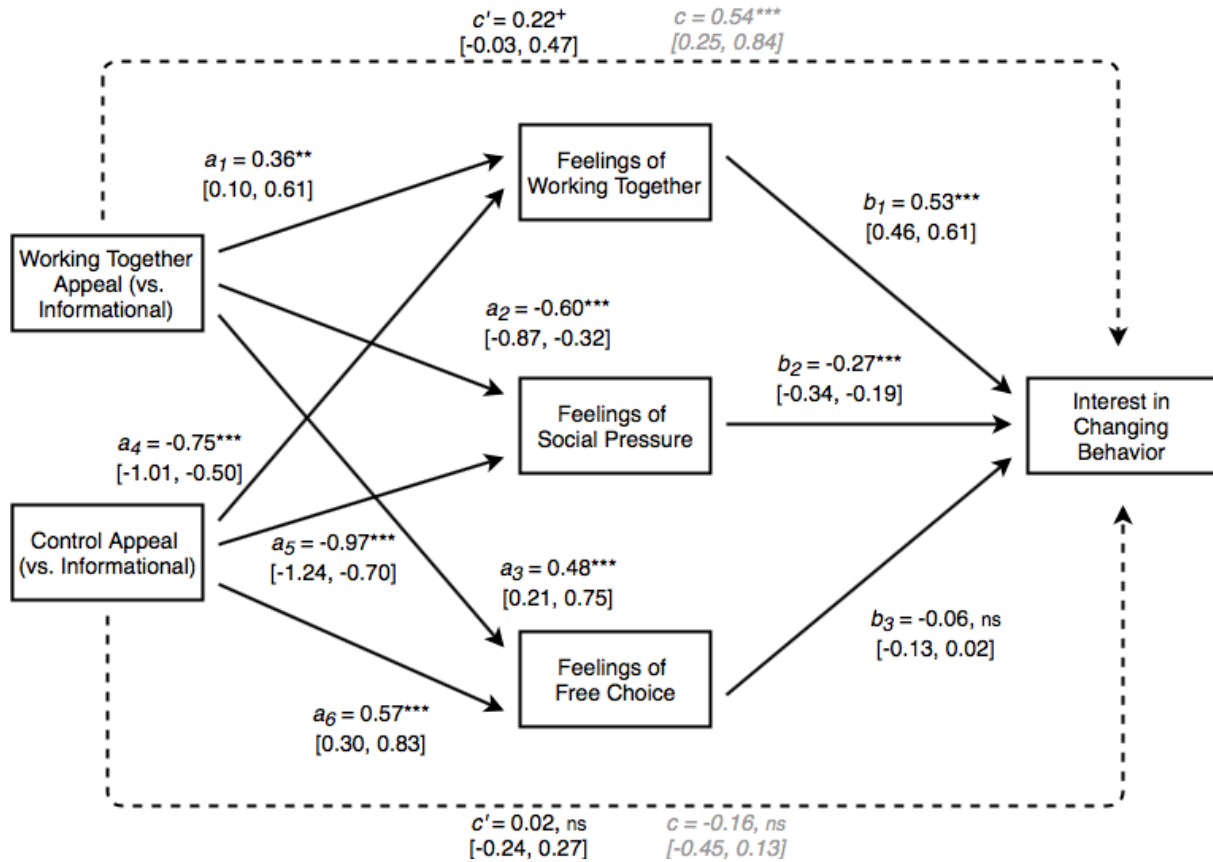 c' = 0.22+
[-0.03, 0.47]
c = 0.54***
[0.25, 0.84]
a1 = 0.36**
[0.10, 0.61]
Feelings of
Working Together
b1 = 0.53***
[0.46, 0.61]
Working Together
Appeal (vs.
Informational)
a2 = -0.60***
[-0.87, -0.32]
b2 = -0.27***
[-0.34, -0.19]
Feelings of
Social Pressure
Interest in
Changing
Behavior
a4 = -0.75***
[-1.01, -0.50]
Control Appeal
(vs. Informational)
a5 = -0.97***
[-1.24, -0.70]
a3 = 0.48***
[0.21, 0.75]
b3 = -0.06, ns
[-0.13, 0.02]
Feelings of
Free Choice
a6 = 0.57***
[0.30, 0.83]
c' = 0.02, ns
[-0.24, 0.27]
c = -0.16, ns
[-0.45, 0.13]